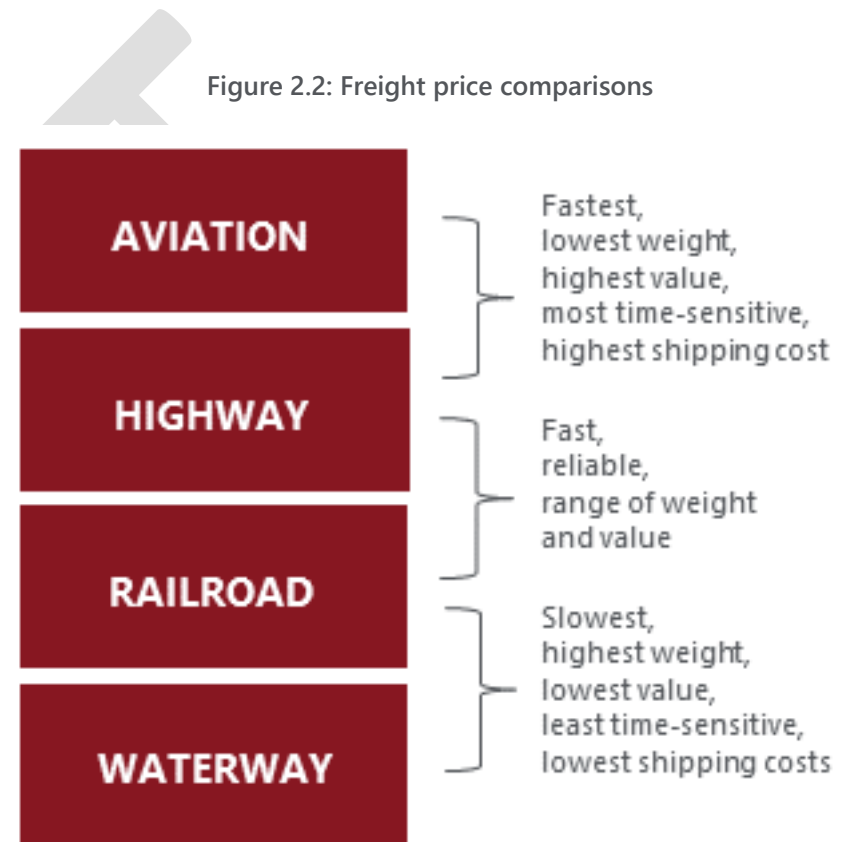 Figure 2.2: Freight price comparisons
AVIATION
Fastest,
lowest weight,
highest value,
most time-sensitive,
highest shipping cost
HIGHWAY
Fast,
reliable,
range of weight
and value
RAILROAD
Slowest,
highest weight,
lowest value,
least time-sensitive,
lowest shipping costs
WATERWAY